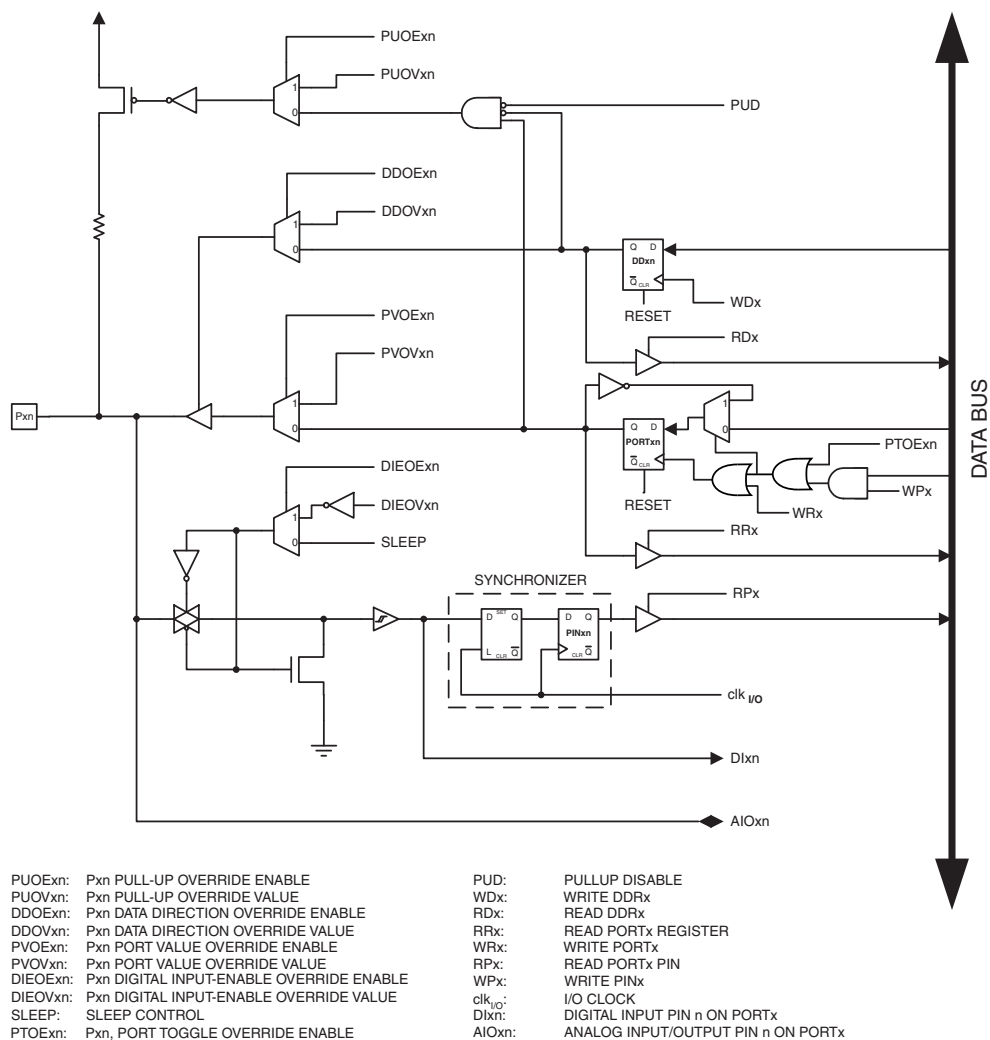 PUOExn
PUOVxn
1
0
PUD
DDOExn
DDOVxn
1
0
Q D
DDxn
Q CLR
WDx
RESET
PVOExn
RDx
PVOVxn
1
0
Pxn
1
0
Q D
PORTxn
Q CLR
PTOExn
DIEOExn
WPx
RESET
WRx
DIEOVxn
1
0
SLEEP
RRx
SYNCHRONIZER
RPx
D SET Q
L CLR Q
D Q
PINxn
CLR Q
clk I/O
DIxn
AIOxn
DATA BUS
PUOExn: Pxn PULL-UP OVERRIDE ENABLE
PUOVxn: Pxn PULL-UP OVERRIDE VALUE
DDOExn: Pxn DATA DIRECTION OVERRIDE ENABLE
DDOVxn: Pxn DATA DIRECTION OVERRIDE VALUE
PVOExn: Pxn PORT VALUE OVERRIDE ENABLE
PVOVxn: Pxn PORT VALUE OVERRIDE VALUE
DIEOExn: Pxn DIGITAL INPUT-ENABLE OVERRIDE ENABLE
DIEOVxn: Pxn DIGITAL INPUT-ENABLE OVERRIDE VALUE
SLEEP: SLEEP CONTROL
PTOExn: Pxn, PORT TOGGLE OVERRIDE ENABLE
PUD: PULLUP DISABLE
WDx: WRITE DDRx
RDx: READ DDRx
RRx: READ PORTx REGISTER
WRx: WRITE PORTx
RPx: READ PORTx PIN
WPx: WRITE PINx
clk I/O: I/O CLOCK
DIxn: DIGITAL INPUT PIN n ON PORTx
AIOxn: ANALOG INPUT/OUTPUT PIN n ON PORTx